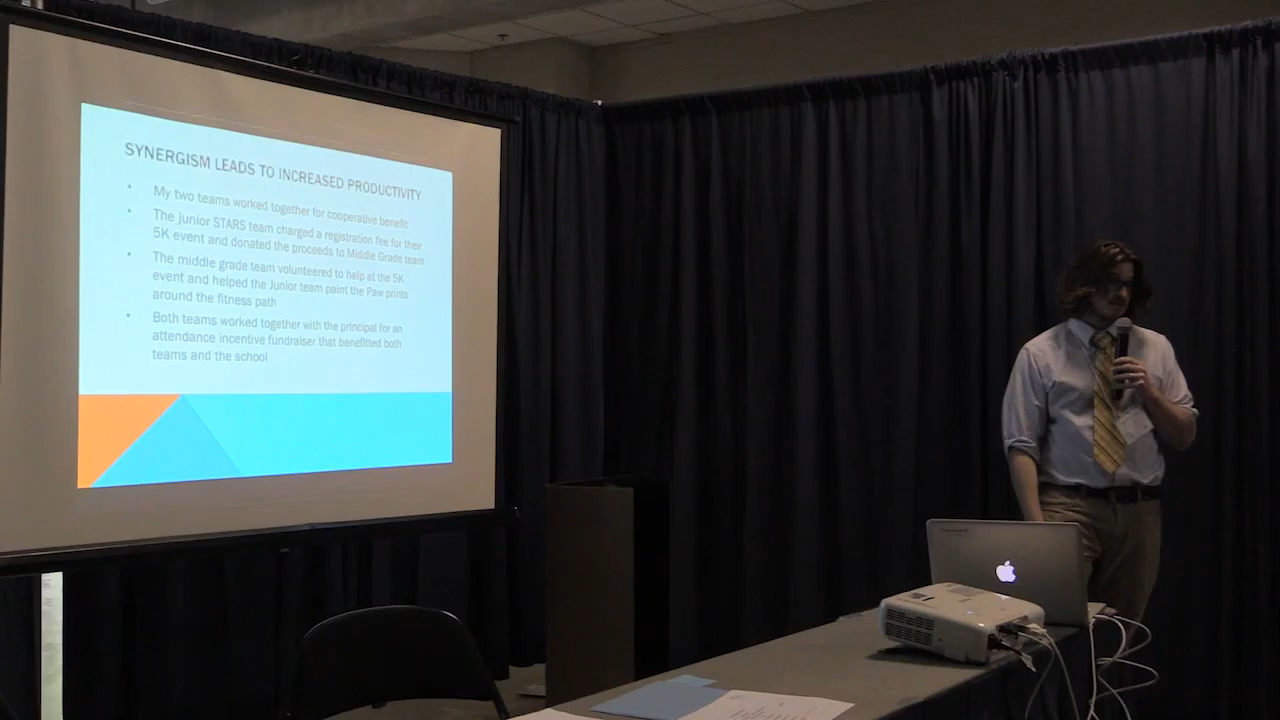 SYNERGISM LEADS TO INCREASED PRODUCTIVITY
• My two teams worked together for cooperative benefit
• The junior STARS team charged a registration fee for their
5K event and donated the proceeds to Middle Grade team
• The middle grade team volunteered to help at the 5K
event and helped the Junior team paint the Paw prints
around the fitness path
• Both teams worked together with the principal for an
attendance incentive fundraiser that benefitted both
teams and the school